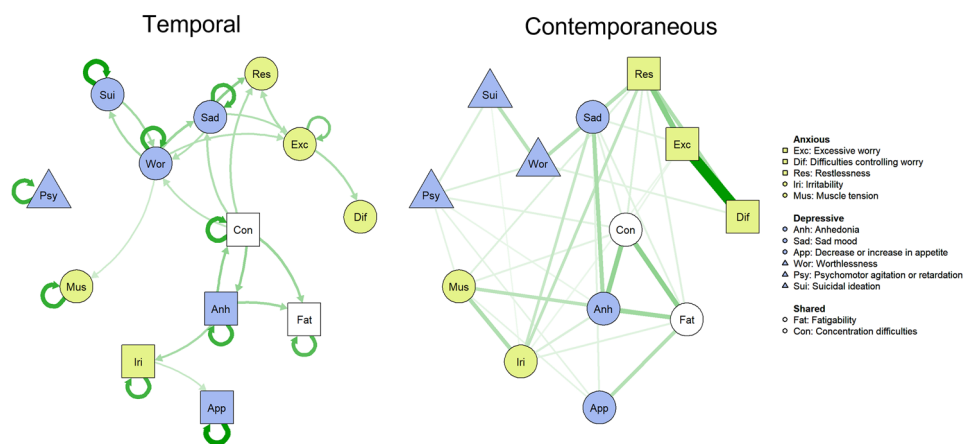 Temporal
Contemporaneous
Sui
Res
Sad
Exc
Wor
Psy
Dif
Con
Mus
Anh
Fat
Iri
App
Res
Sui
Sad
Exc
Wor
Psy
Dif
Con
Mus
Anh
Fat
Iri
App
Anxious
Exc: Excessive worry
Dif: Difficulties controlling worry
Res: Restlessness
Iri: Irritability
Mus: Muscle tension
Depressive
Anh: Anhedonia
Sad: Sad mood
App: Decrease or increase in appetite
Wor: Worthlessness
Psy: Psychomotor agitation or retardation
Sui: Suicidal ideation
Shared
Fat: Fatigability
Con: Concentration difficulties